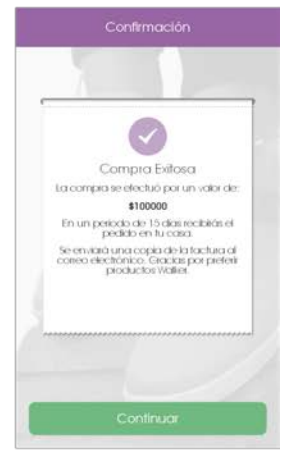 Confirmación
Compra Exitosa
La compra se efectuó por un valor de:
$100000
En un periodo de 15 días recibirás el
pedido en tu casa.
Se enviará una copia de la factura al
correo electrónico. Gracias por preferir
productos Walker.
Continuar